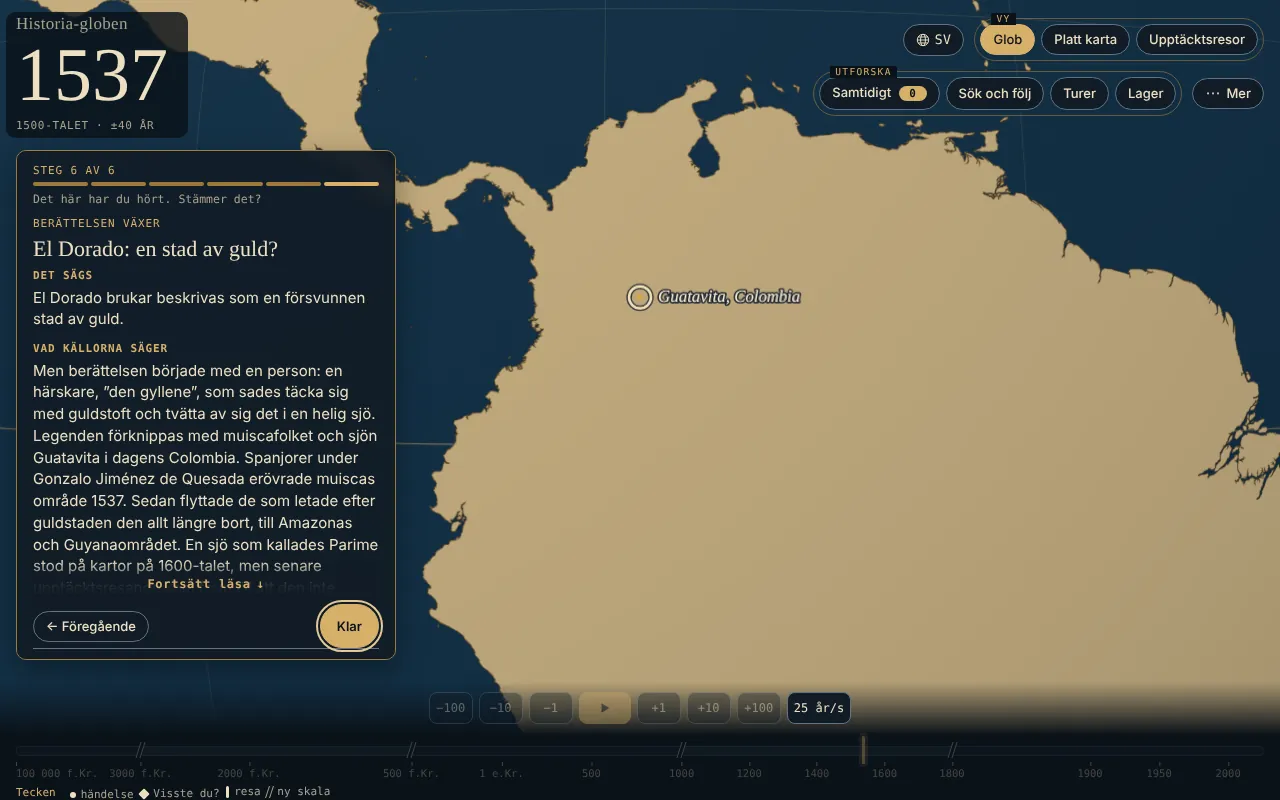 Historia-globen
1537
1500-TALET · ±40 ÅR
SV
VY
Glob
Platt karta
Upptäcktsresor
UTFORSKA
Samtidigt 0
Sök och följ
Turer
Lager
··· Mer
STEG 6 AV 6
Det här har du hört. Stämmer det?
BERÄTTELSEN VÄXER
El Dorado: en stad av guld?
DET SÄGS
El Dorado brukar beskrivas som en försvunnen
stad av guld.
VAD KÄLLORNA SÄGER
Men berättelsen började med en person: en
härskare, ”den gyllene”, som sades täcka sig
med guldstoft och tvätta av sig det i en helig sjö.
Legenden förknippas med muiscafolket och sjön
Guatavita i dagens Colombia. Spanjorer under
Gonzalo Jiménez de Quesada erövrade muiscas
område 1537. Sedan flyttade de som letade efter
guldstaden den allt längre bort, till Amazonas
och Guyanaområdet. En sjö som kallades Parime
stod på kartor på 1600-talet, men senare
Fortsätt läsa ↓
← Föregående
Klar
Guatavita, Colombia
−100
−10
−1
+1
+10
+100
25 år/s
100 000 f.Kr.
3000 f.Kr.
2000 f.Kr.
500 f.Kr.
1 e.Kr.
500
1000
1200
1400
1600
1800
1900
1950
2000
Tecken
händelse
Visste du?
resa
// ny skala